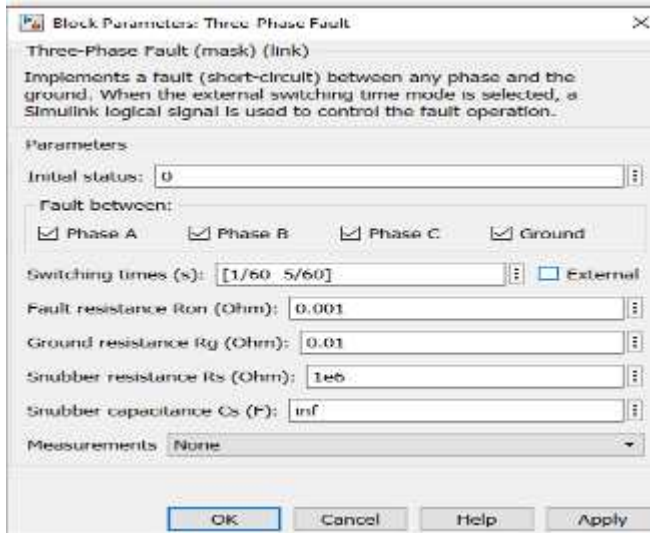 Block Parameters: Three-Phase Fault
Three-Phase Fault (mask) (link)
Implements a fault (short-circuit) between any phase and the
ground. When the external switching time mode is selected, a
Simulink logical signal is used to control the fault operation.
Parameters
Initial status: 0
Fault between:
Phase A Phase B Phase C Ground
Switching times (s): [1/60 5/60] External
Fault resistance Ron (Ohm): 0.001
Ground resistance Rg (Ohm): 0.01
Snubber resistance Rs (Ohm): 1e6
Snubber capacitance Cs (F): inf
Measurements None
OK Cancel Help Apply